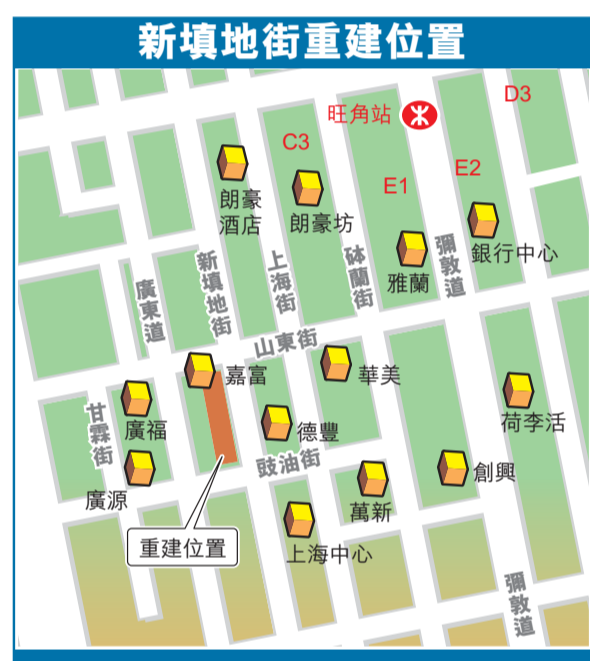 新填地街重建位置
D3
旺角站
C3
E2
E1
朗豪
酒店
朗豪坊
銀行中心
雅蘭
彌敦道
砵蘭街
上海街
新填地街
廣東道
山東街
嘉富
華美
廣福
甘霖街
德豐
荷李活
豉油街
廣源
創興
萬新
重建位置
上海中心
彌敦道